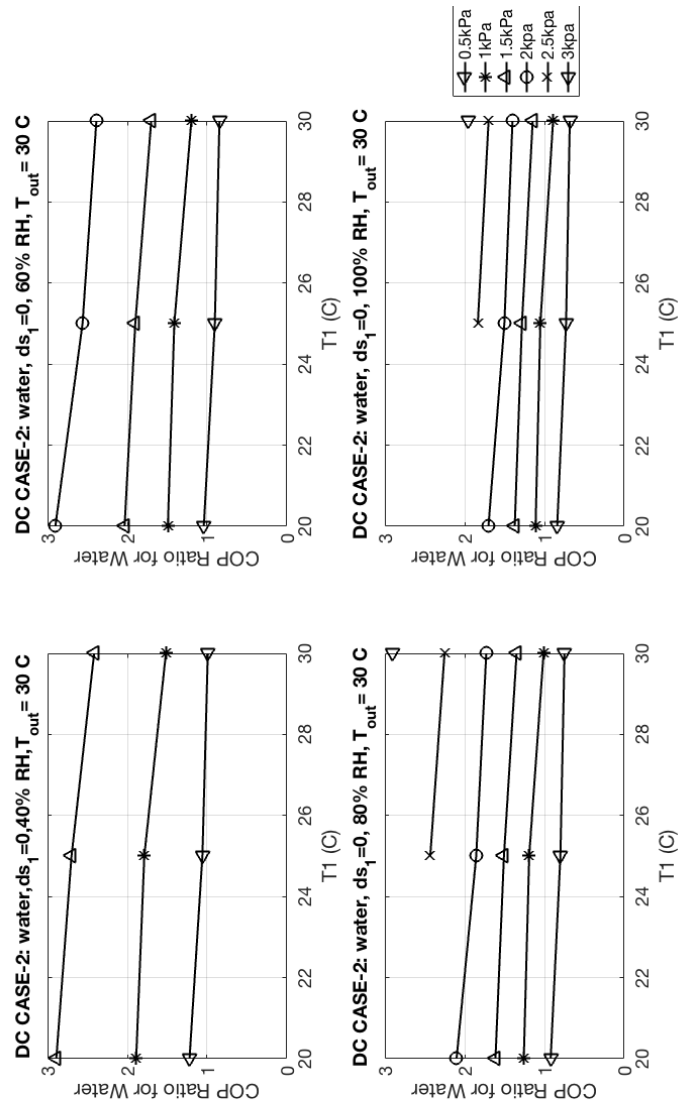 DC CASE-2: water,ds₁=0,40% RH,Tout= 30 C
3
2
1
0
COP Ratio for Water
20 22 24 26 28 30
T1 (C)
DC CASE-2: water, ds₁=0, 60% RH, Tout= 30 C
3
2
1
0
COP Ratio for Water
20 22 24 26 28 30
T1 (C)
DC CASE-2: water, ds₁=0, 80% RH, Tout= 30 C
3
2
1
0
COP Ratio for Water
20 22 24 26 28 30
T1 (C)
DC CASE-2: water, ds₁=0, 100% RH, Tout= 30 C
3
2
1
0
COP Ratio for Water
20 22 24 26 28 30
T1 (C)
0.5kPa
1kPa
1.5kPa
2kpa
2.5kpa
3kpa